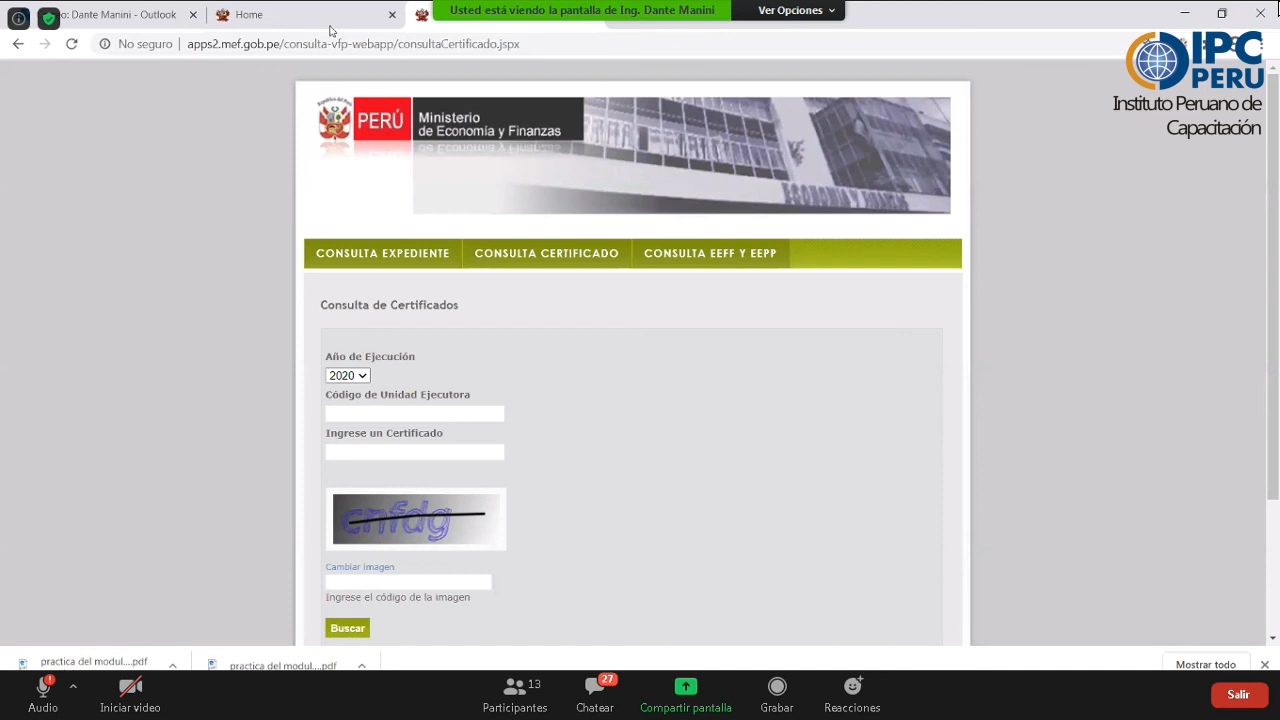 o: Dante Manini - Outlook
Home
Usted está viendo la pantalla de Ing. Dante Manini
Ver Opciones
No seguro
apps2.mef.gob.pe/consulta-vfp-webapp/consultaCertificado.jspx
IPC
PERU
Instituto Peruano de
Capacitación
PERÚ
Ministerio
de Economía y Finanzas
CONSULTA EXPEDIENTE
CONSULTA CERTIFICADO
CONSULTA EEFF Y EEPP
Consulta de Certificados
Año de Ejecución
2020
Código de Unidad Ejecutora
Ingrese un Certificado
cnfdg
Cambiar imagen
Ingrese el código de la imagen
Buscar
practica del modul....pdf
practica del modul....pdf
Mostrar todo
Audio
Iniciar video
13
Participantes
27
Chatear
Compartir pantalla
Grabar
Reacciones
Salir